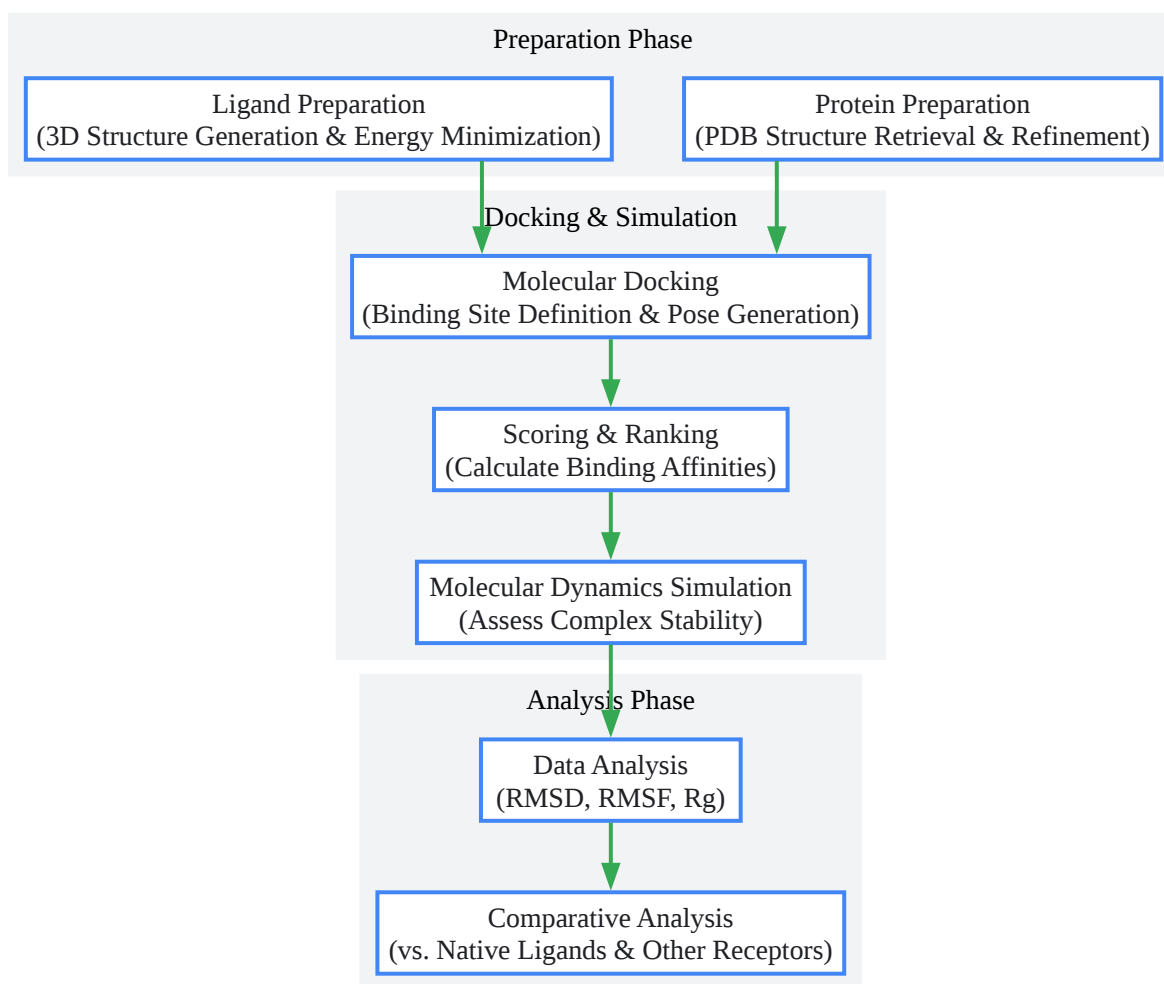 Preparation Phase
Ligand Preparation
(3D Structure Generation & Energy Minimization)
Protein Preparation
(PDB Structure Retrieval & Refinement)
Docking & Simulation
Molecular Docking
(Binding Site Definition & Pose Generation)
Scoring & Ranking
(Calculate Binding Affinities)
Molecular Dynamics Simulation
(Assess Complex Stability)
Analysis Phase
Data Analysis
(RMSD, RMSF, Rg)
Comparative Analysis
(vs. Native Ligands & Other Receptors)